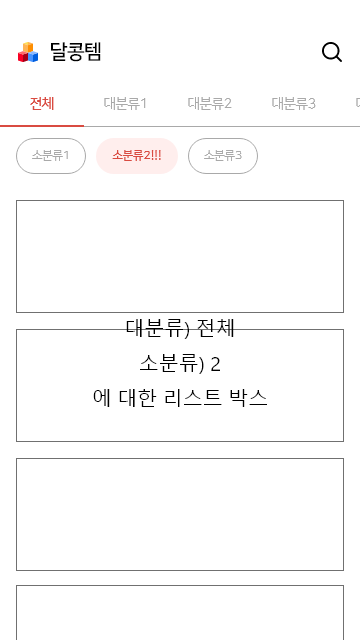 달콩템
전체 대분류1 대분류2 대분류3
소분류1 소분류2!!! 소분류3
대분류) 전체
소분류) 2
에 대한 리스트 박스